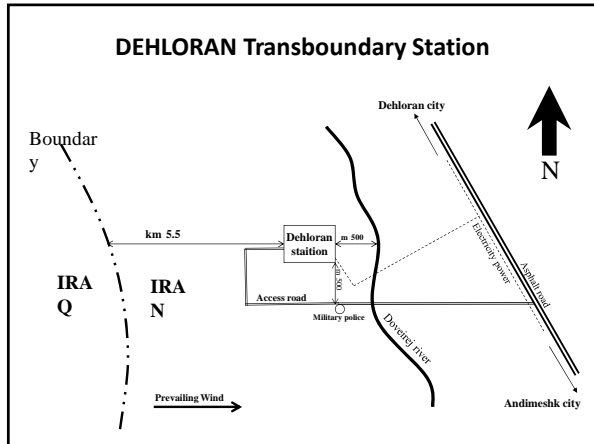 DEHLORAN Transboundary Station
Dehloran city
Boundar
y
N
km 5.5
Dehloran
staition
m 500
Electricity power
Asphalt road
IRA
Q
IRA
N
m 500
Access road
Military police
Doveirej river
Prevailing Wind
Andimeshk city